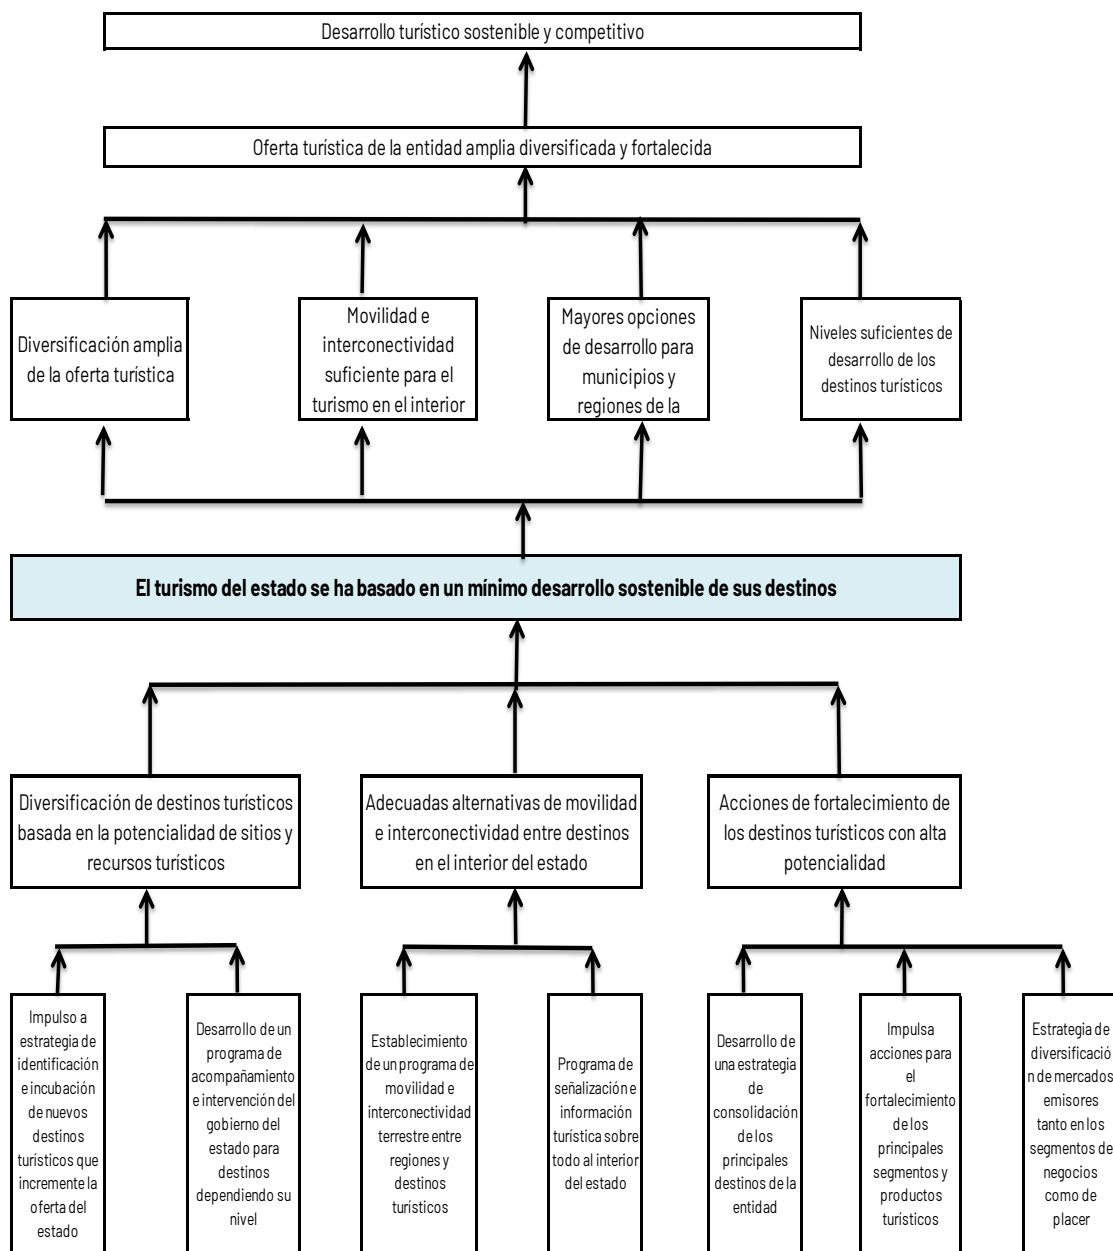 Desarrollo turístico sostenible y competitivo
Oferta turística de la entidad amplia diversificada y fortalecida
Diversificación amplia
de la oferta turística
Movilidad e
interconectividad
suficiente para el
turismo en el interior
Mayores opciones
de desarrollo para
municipios y
regiones de la
Niveles suficientes de
desarrollo de los
destinos turísticos
El turismo del estado se ha basado en un mínimo desarrollo sostenible de sus destinos
Diversificación de destinos turísticos
basada en la potencialidad de sitios y
recursos turísticos
Adecuadas alternativas de movilidad
e interconectividad entre destinos
en el interior del estado
Acciones de fortalecimiento de
los destinos turísticos con alta
potencialidad
Impulso a
estrategia de
identificación
e incubación
de nuevos
destinos
turísticos que
incremente la
oferta del
estado
Desarrollo de un
programa de
acompañamiento
e intervención del
gobierno del
estado para
destinos
dependiendo su
nivel
Establecimiento
de un programa de
movilidad e
interconectividad
terrestre entre
regiones y
destinos
turísticos
Programa de
señalización e
información
turística sobre
todo al interior
del estado
Desarrollo de
una estrategia
de
consolidación
de los
principales
destinos de la
entidad
Impulsa
acciones para
el
fortalecimiento
de los
principales
segmentos y
productos
turísticos
Estrategia de
diversificació
n de mercados
emisores
tanto en los
segmentos de
negocios
como de
placer